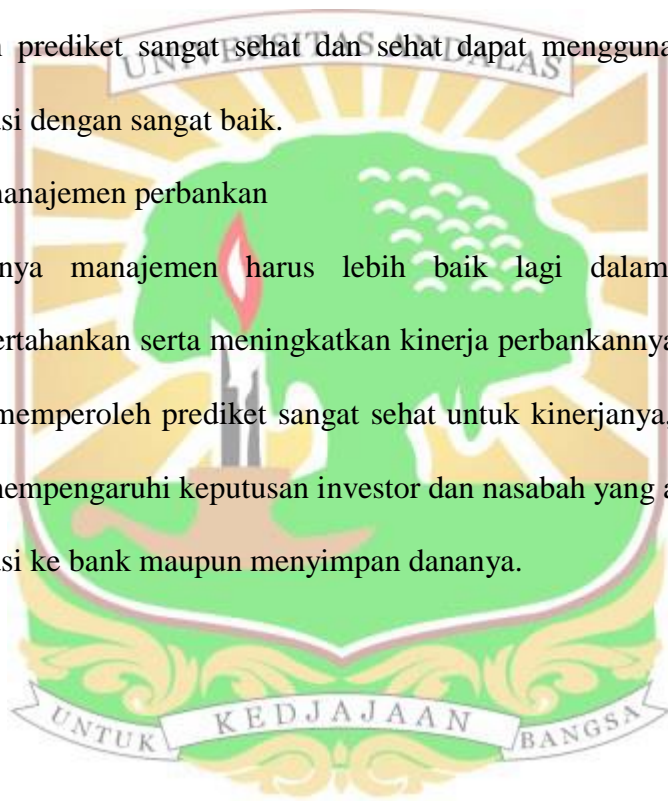 prediket sangat sehat dan sehat dapat mengguna
UNIVERSITAS ANDALAS
si dengan sangat baik.
manajemen perbankan
nya manajemen harus lebih baik lagi dalam
ertahankan serta meningkatkan kinerja perbankannya
memperoleh prediket sangat sehat untuk kinerjanya,
mempengaruhi keputusan investor dan nasabah yang a
si ke bank maupun menyimpan dananya.
UNTUK KEDJAJAAN BANGSA